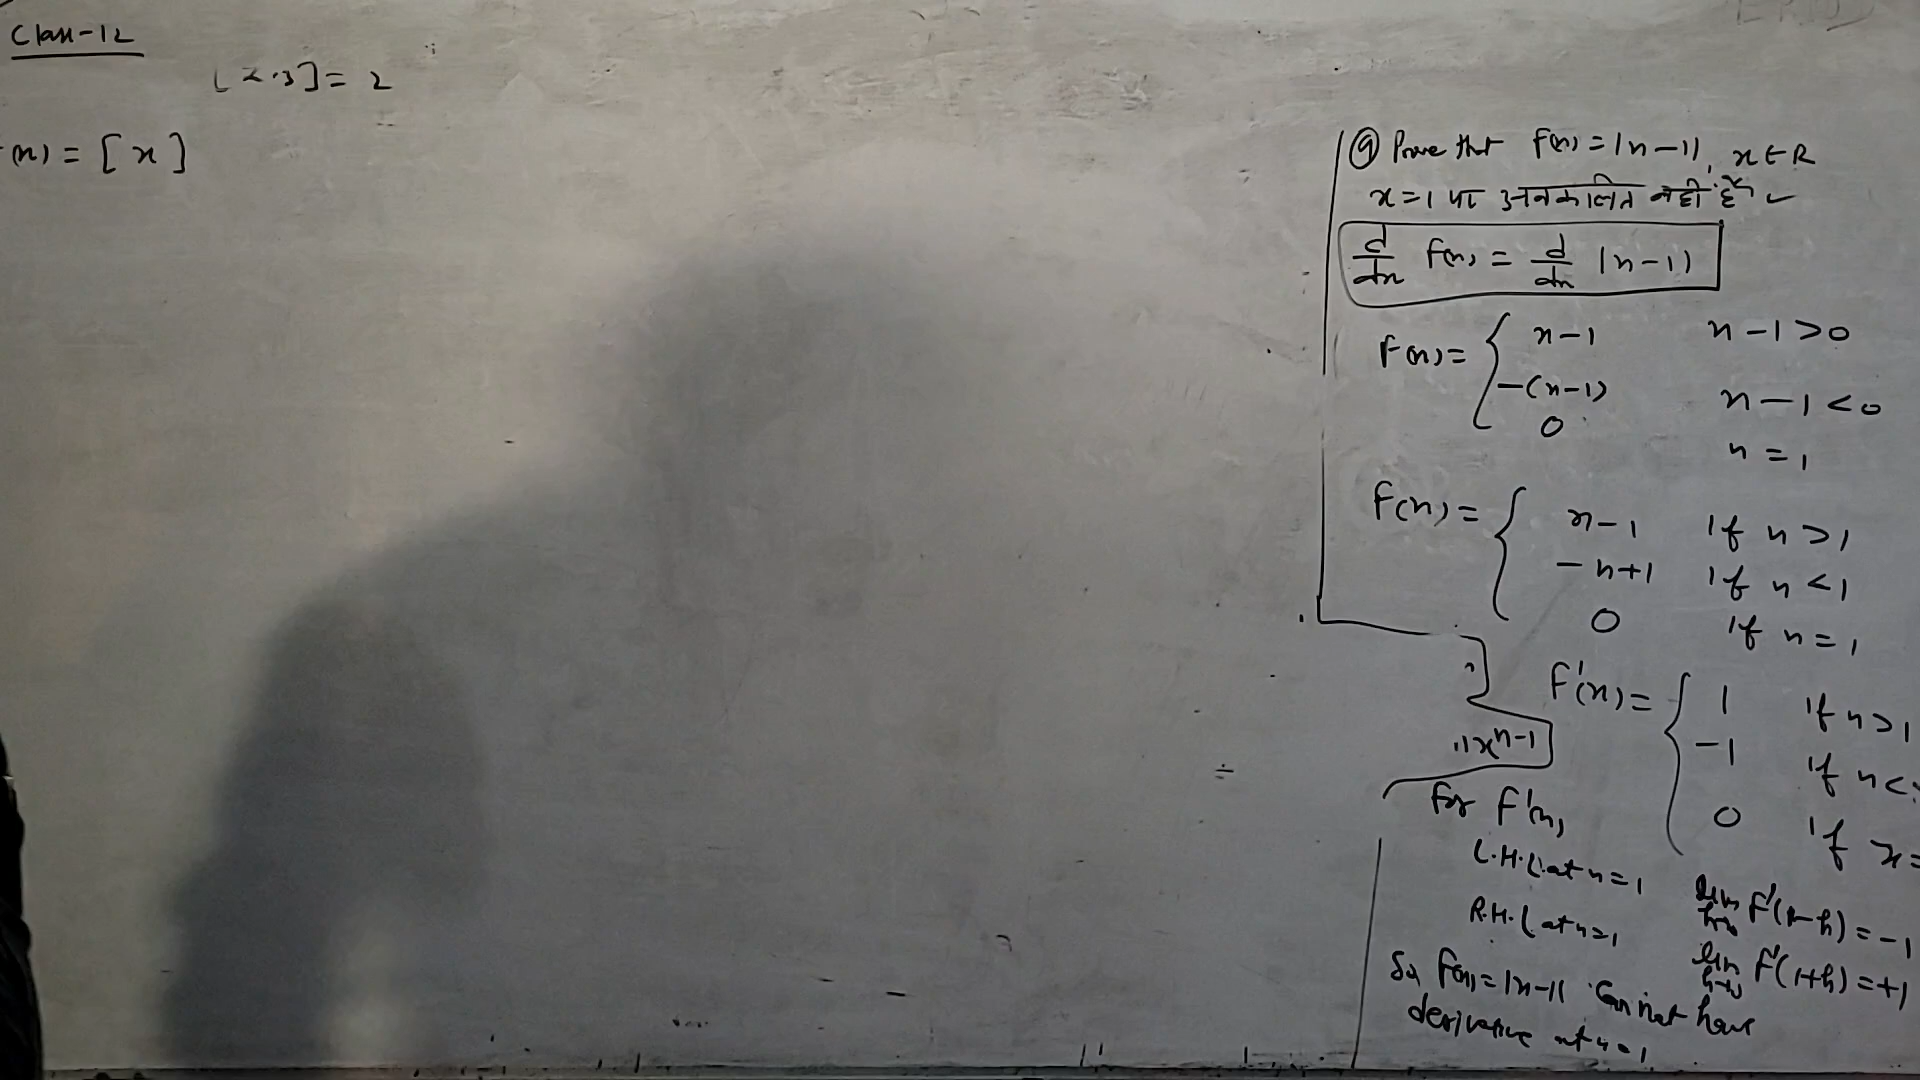 Class-12
[2.3] = 2
(x) = [x]
⑨ Prove that F(x) = |x-1|, x ∈ R
x=1 पर अवकलित नहीं है।
d/dx F(x) = d/dx |x-1|
F(x) = { x-1 x-1>0
-(x-1) x-1<0
0 x=1
F(x) = { x-1 if x>1
-x+1 if x<1
0 if x=1
F'(x) = { 1 if x>1
-1 if x<
0 if x=
x^{n-1}
for F'(x)
L.H.L at x=1 lim h→0 F'(1-h) = -1
R.H.L at x=1 lim h→0 F'(1+h) = +1
So, F(x) = |x-1| can not have
derivative at x=1